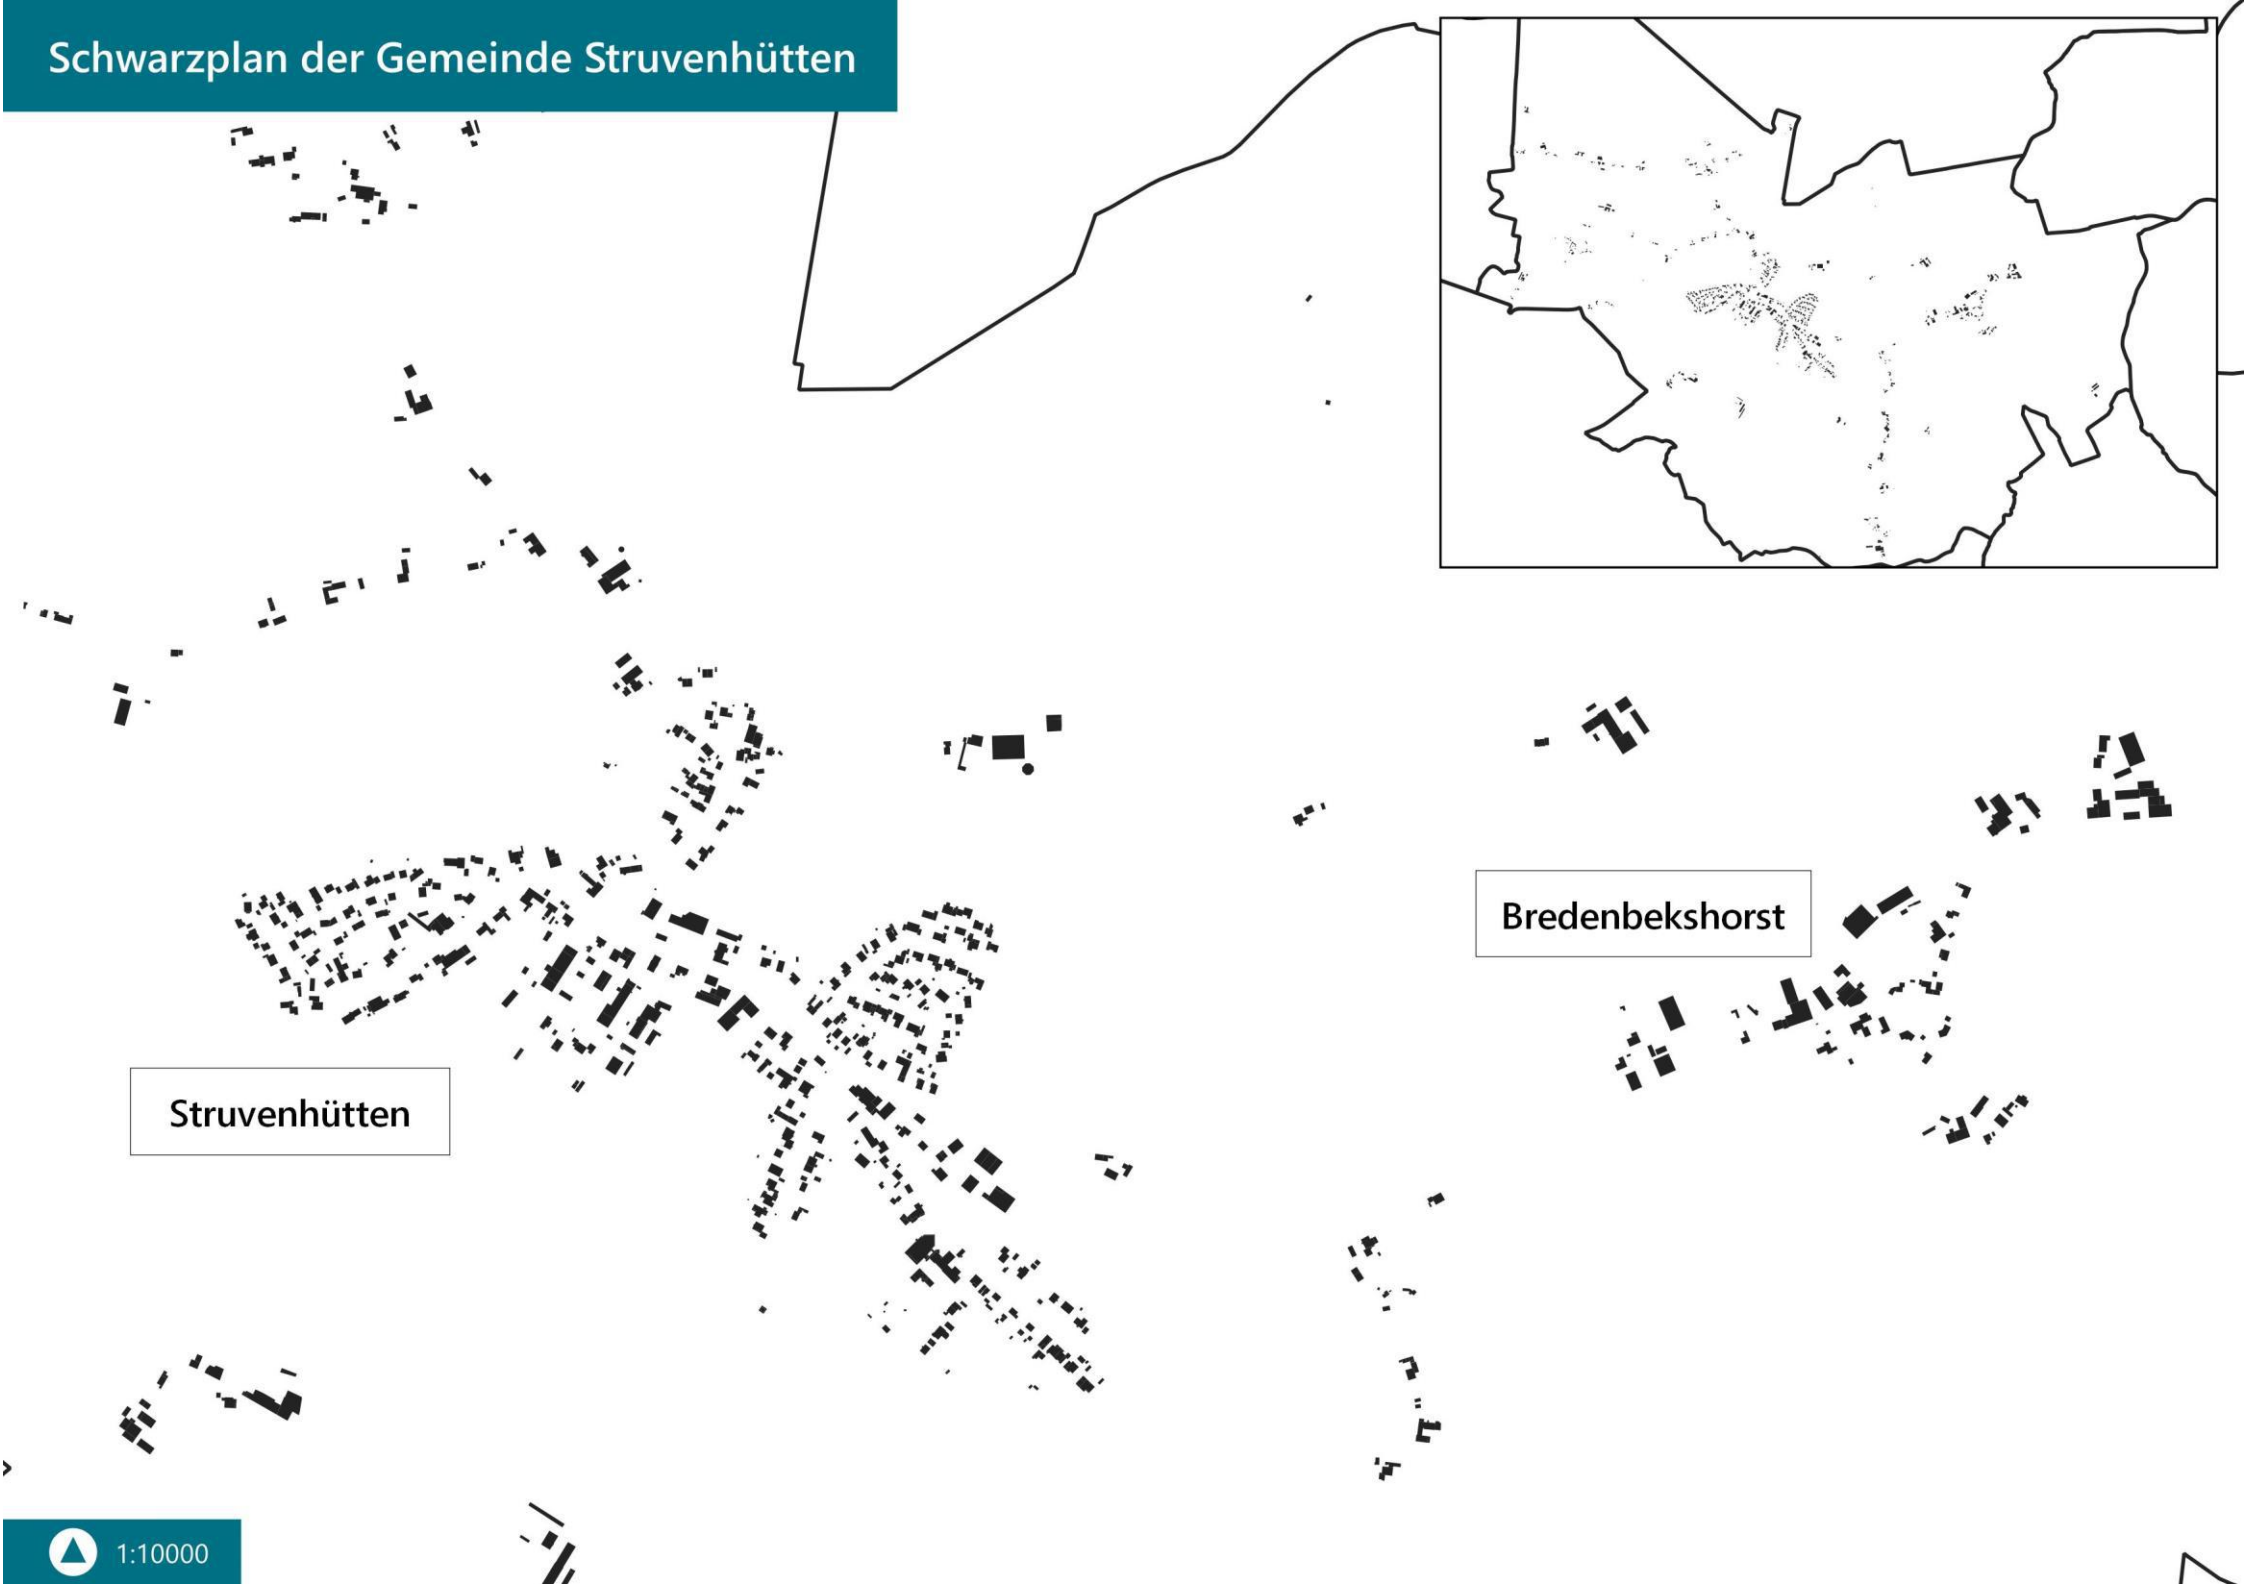 Schwarzplan der Gemeinde Struvenhütten
Bredenbekshorst
Struvenhütten
1:10000